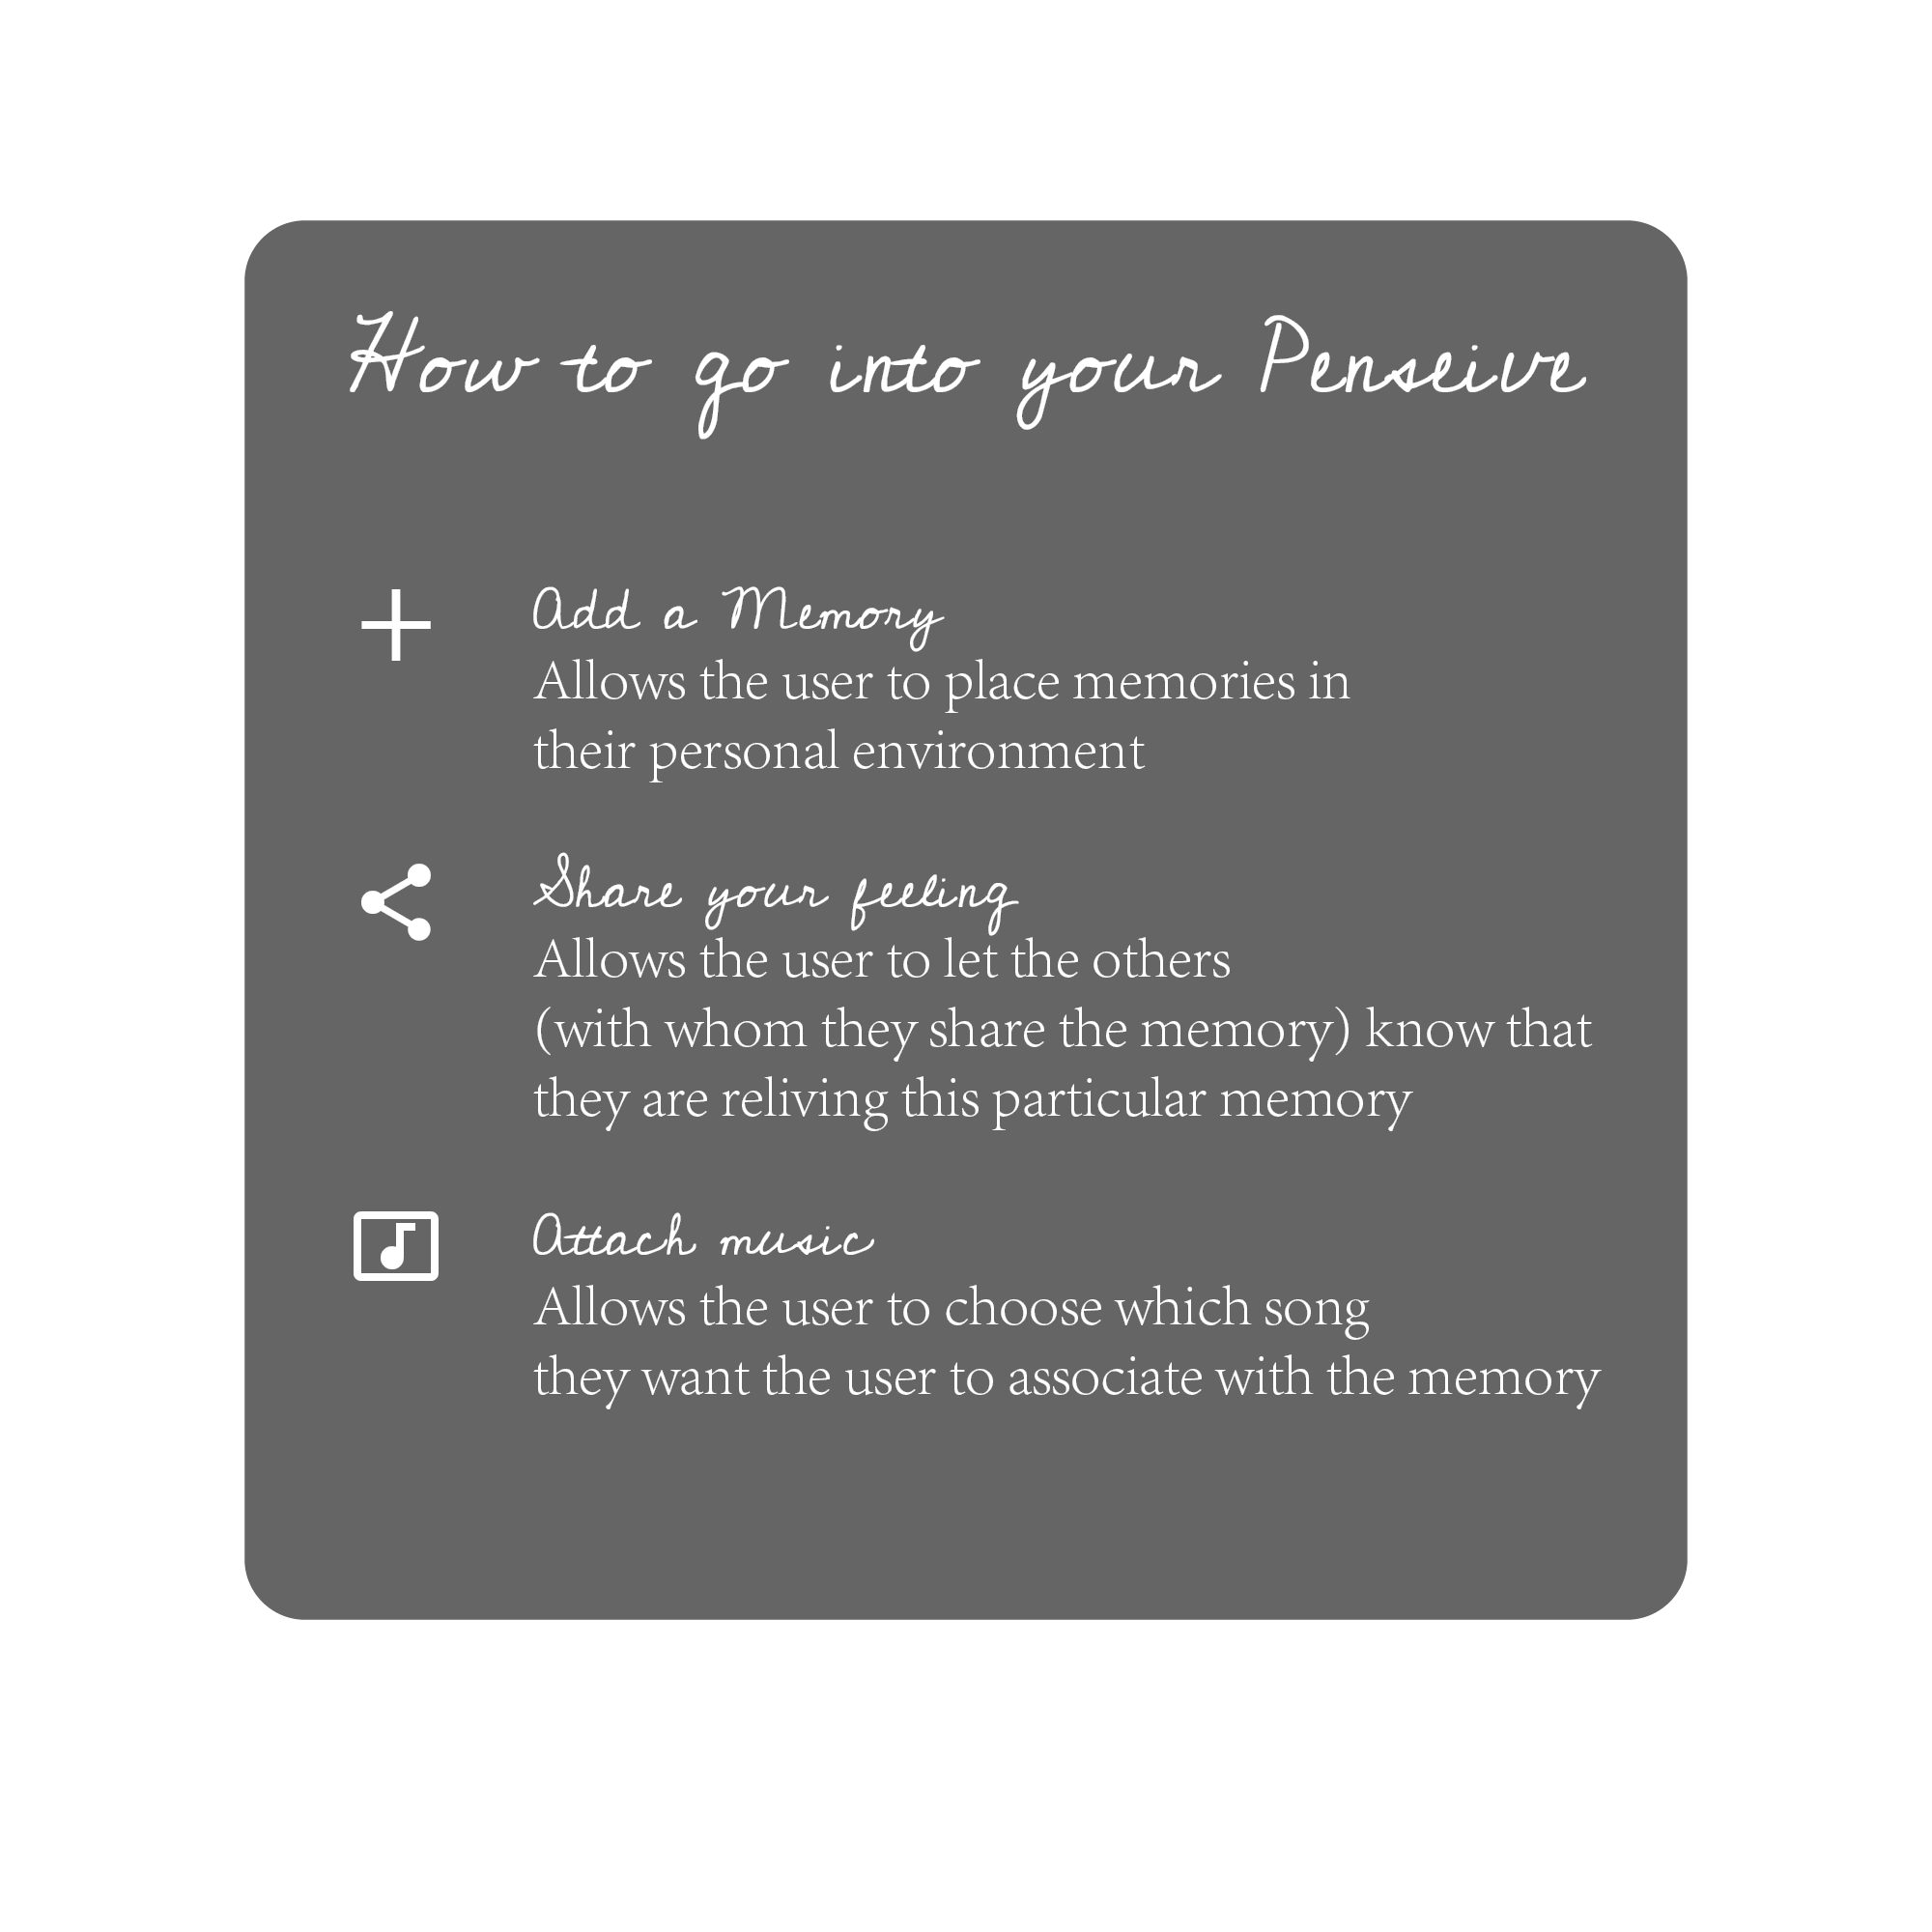 How to go into your Penseive
Add a Memory
Allows the user to place memories in
their personal environment
Share your feeling
Allows the user to let the others
(with whom they share the memory) know that
they are reliving this particular memory
Attach music
Allows the user to choose which song
they want the user to associate with the memory